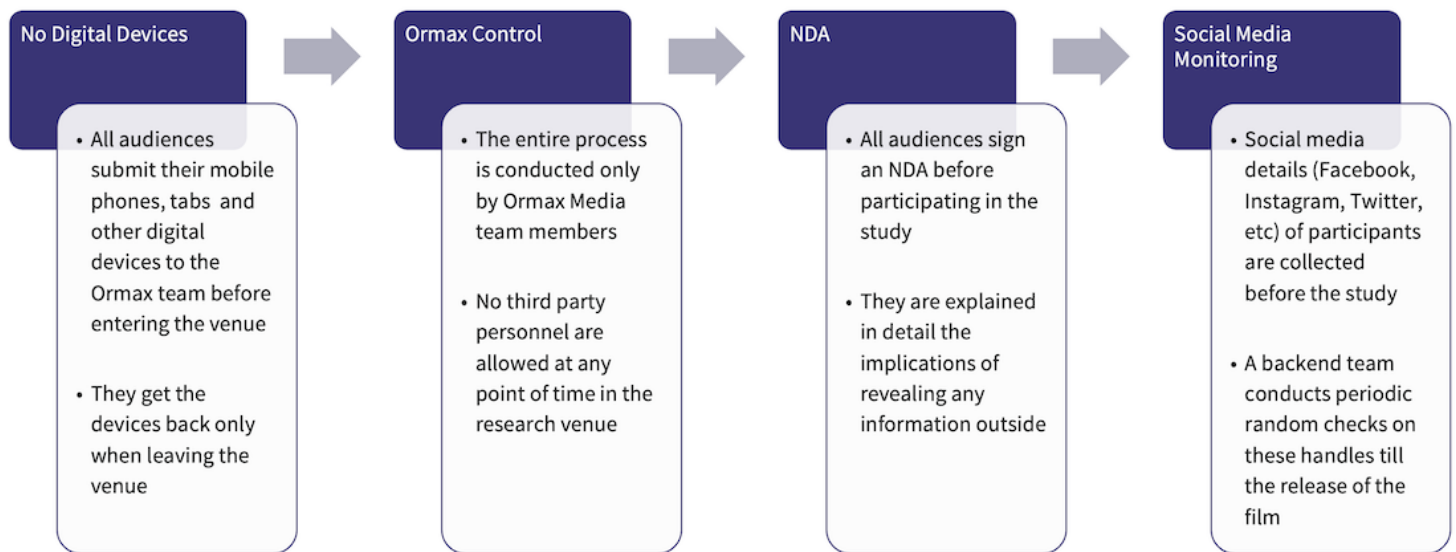 No Digital Devices
• All audiences
submit their mobile
phones, tabs and
other digital
devices to the
Ormax team before
entering the venue
• They get the
devices back only
when leaving the
venue
Ormax Control
• The entire process
is conducted only
by Ormax Media
team members
• No third party
personnel are
allowed at any
point of time in the
research venue
NDA
• All audiences sign
an NDA before
participating in the
study
• They are explained
in detail the
implications of
revealing any
information outside
Social Media
Monitoring
• Social media
details (Facebook,
Instagram, Twitter,
etc) of participants
are collected
before the study
• A backend team
conducts periodic
random checks on
these handles till
the release of the
film